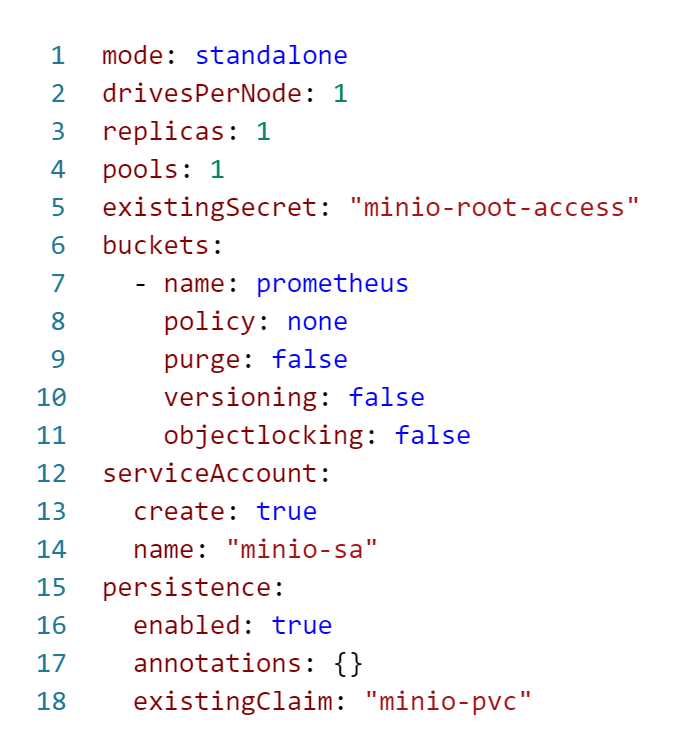 1 mode: standalone
2 drivesPerNode: 1
3 replicas: 1
4 pools: 1
5 existingSecret: "minio-root-access"
6 buckets:
7   - name: prometheus
8     policy: none
9     purge: false
10     versioning: false
11     objectlocking: false
12 serviceAccount:
13   create: true
14   name: "minio-sa"
15 persistence:
16   enabled: true
17   annotations: {}
18   existingClaim: "minio-pvc"